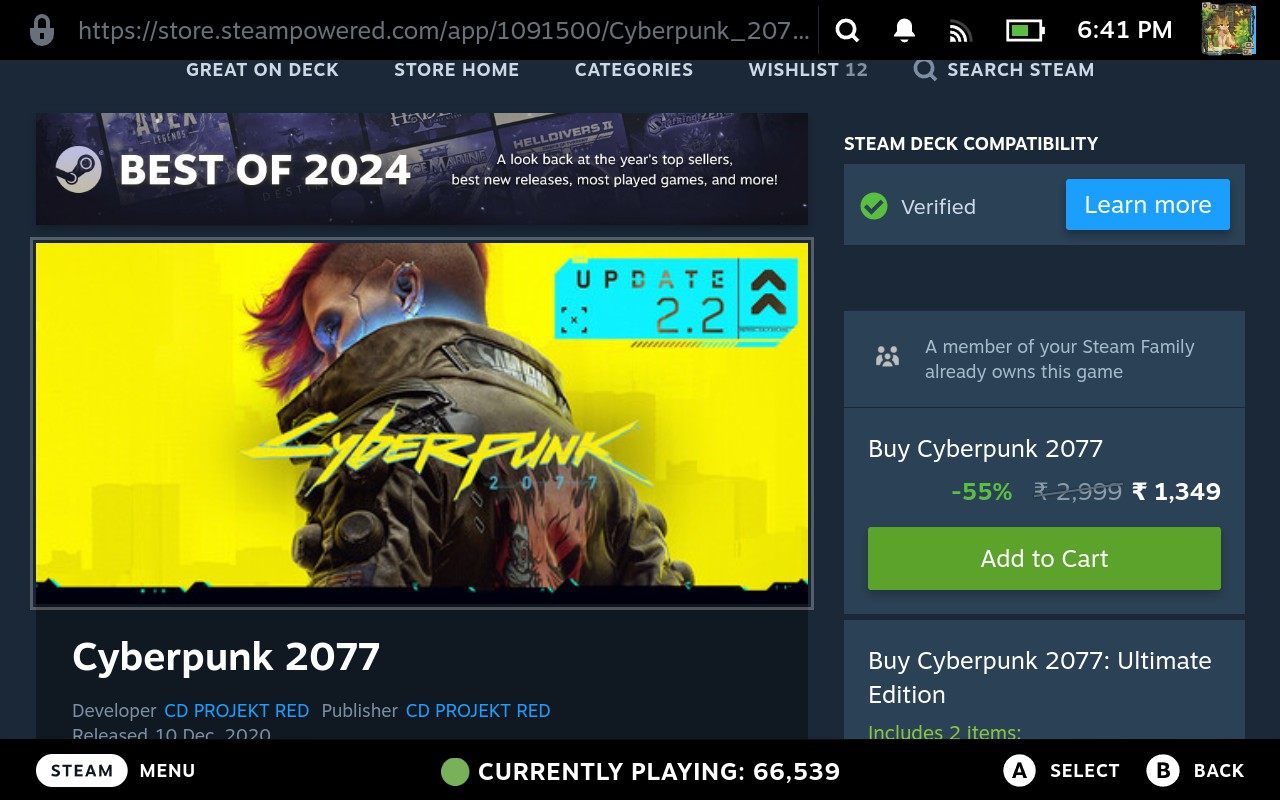 https://store.steampowered.com/app/1091500/Cyberpunk_207...
6:41 PM
GREAT ON DECK
STORE HOME
CATEGORIES
WISHLIST 12
SEARCH STEAM
APEX
LEGENDS
HELLDIVERS II
BEST OF 2024
A look back at the year's top sellers,
best new releases, most played games, and more!
UPDATE
2.2
SAMURAI
Cyberpunk
2077
Cyberpunk 2077
Developer CD PROJEKT RED Publisher CD PROJEKT RED
Released 10 Dec, 2020
STEAM DECK COMPATIBILITY
Verified
Learn more
A member of your Steam Family
already owns this game
Buy Cyberpunk 2077
-55% ₹ 2,999 ₹ 1,349
Add to Cart
Buy Cyberpunk 2077: Ultimate
Edition
Includes 2 items:
STEAM MENU
CURRENTLY PLAYING: 66,539
A SELECT B BACK